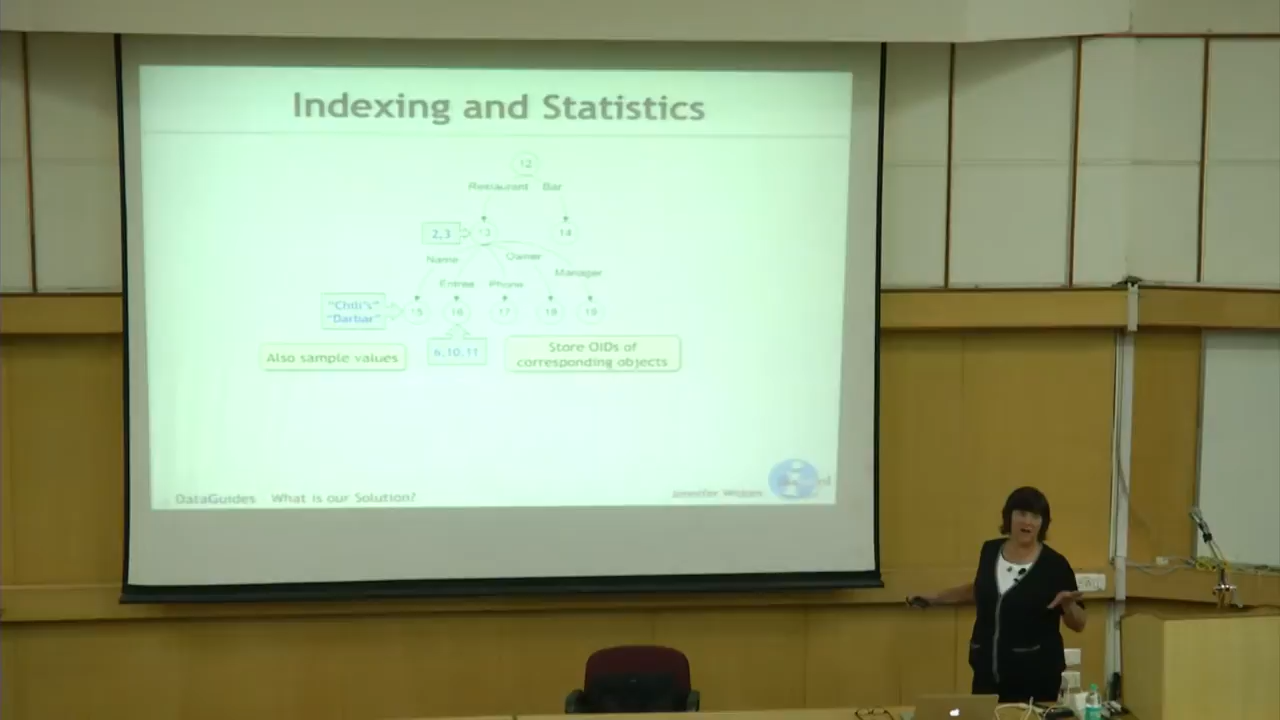 Indexing and Statistics
12
Restaurant Bar
2,3
13
14
Name
Owner
Manager
Entree Phone
"Chili's"
"Darbar"
15
16
17
18
19
Also sample values
6,10,11
Store OIDs of
corresponding objects
DataGuides What is our Solution?
Jennifer Widom